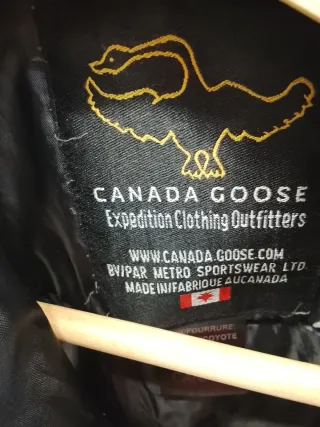 CANADA GOOSE
Expedition Clothing Outfitters
WWW.CANADA.GOOSE.COM
BY/PAR METRO SPORTSWEAR LTD.
MADE IN/FABRIQUE AU CANADA
FOURRURE:
COYOTE